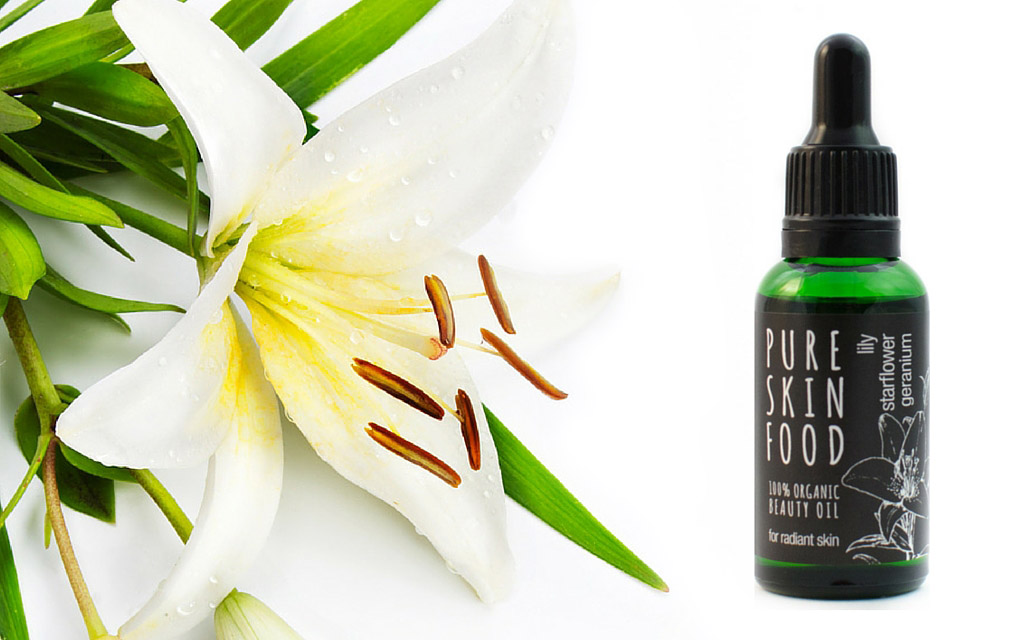 PURE
SKIN
FOOD
lily
starflower
geranium
100% ORGANIC
BEAUTY OIL
for radiant skin